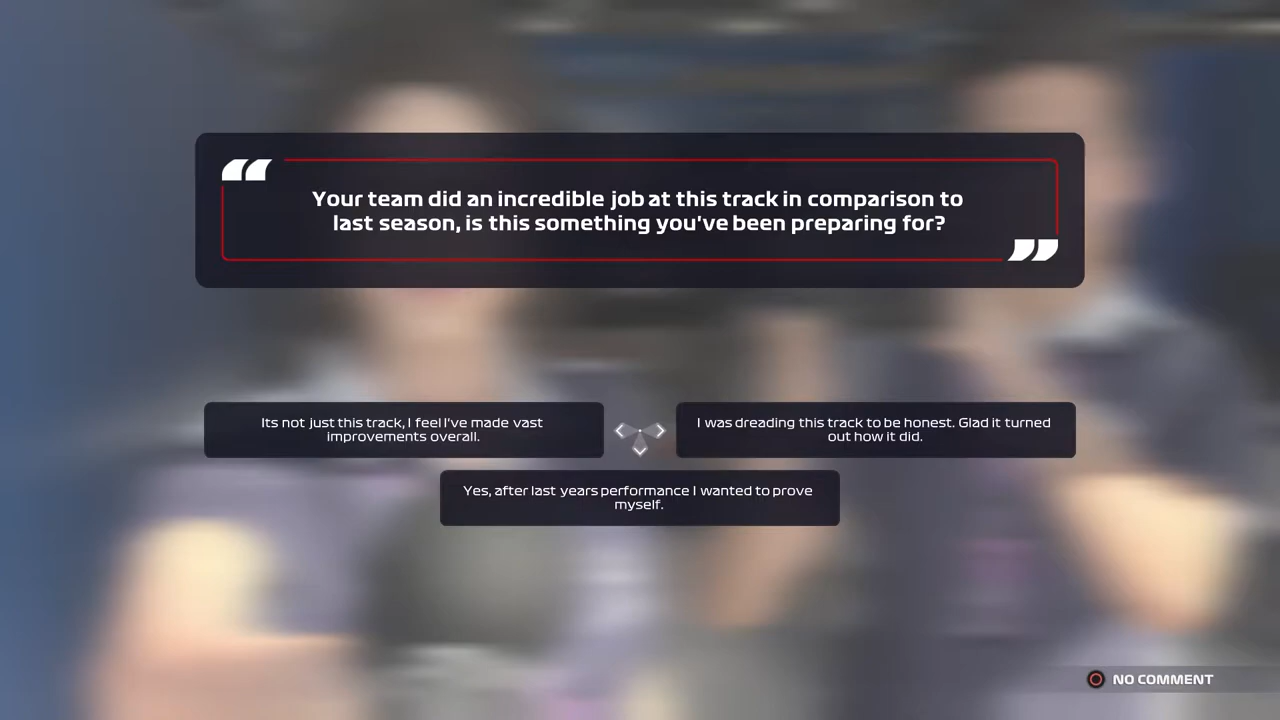 Your team did an incredible job at this track in comparison to
last season, is this something you've been preparing for?
Its not just this track, I feel I've made vast
improvements overall.
I was dreading this track to be honest. Glad it turned
out how it did.
Yes, after last years performance I wanted to prove
myself.
NO COMMENT